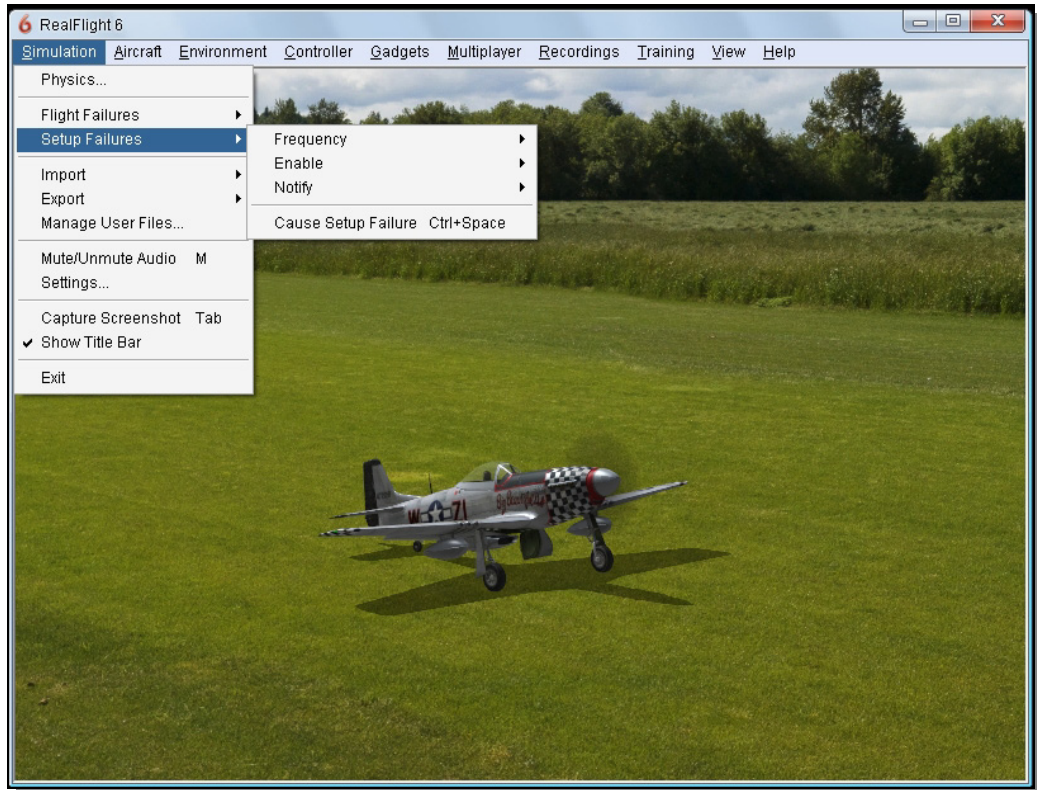 6 RealFlight 6
Simulation Aircraft Environment Controller Gadgets Multiplayer Recordings Training View Help
Physics...
Flight Failures
Setup Failures
Import
Export
Manage User Files...
Mute/Unmute Audio M
Settings...
Capture Screenshot Tab
Show Title Bar
Exit
Frequency
Enable
Notify
Cause Setup Failure Ctrl+Space
W ZI